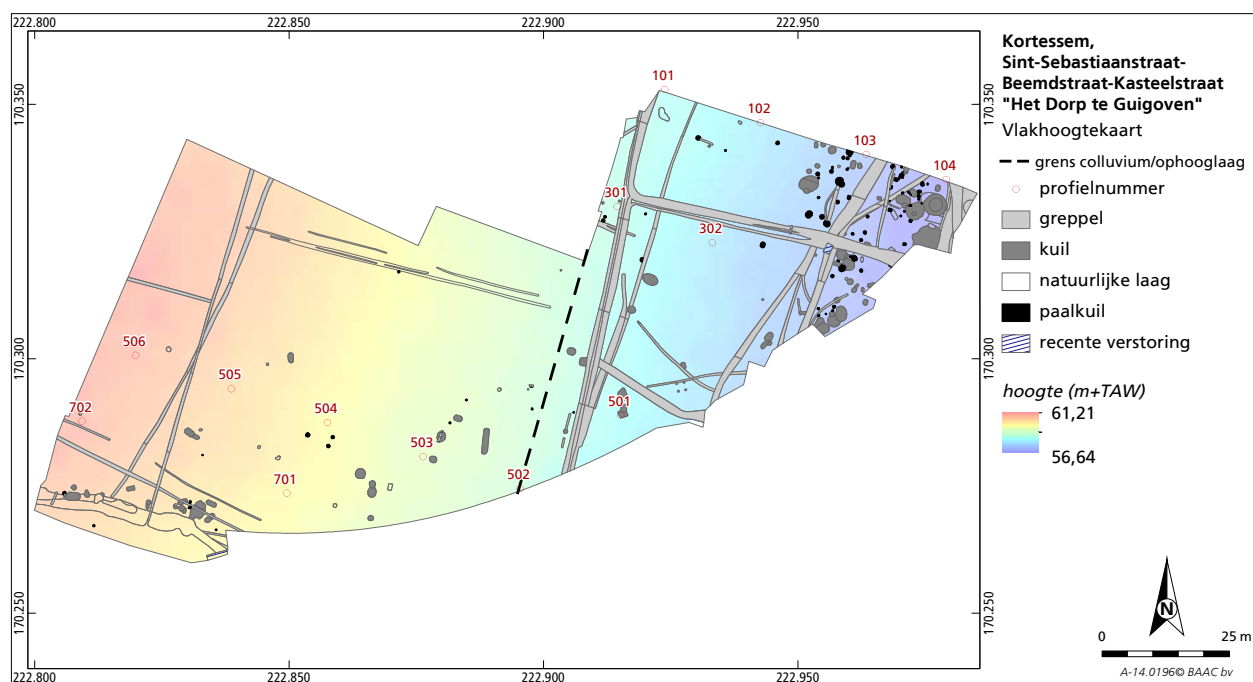 222.800
222.850
222.900
222.950
170.350
170.300
170.250
170.350
170.300
170.250
222.800
222.850
222.900
222.950
101
102
103
104
301
302
506
505
504
503
501
502
702
701
Kortessem,
Sint-Sebastiaanstraat-
Beemdstraat-Kasteelstraat
"Het Dorp te Guigoven"
Vlakhoogtekaart
grens colluvium/ophooglaag
profielnummer
greppel
kuil
natuurlijke laag
paalkuil
recente verstoring
hoogte (m+TAW)
61,21
56,64
N
0 25 m
A-14.0196© BAAC bv